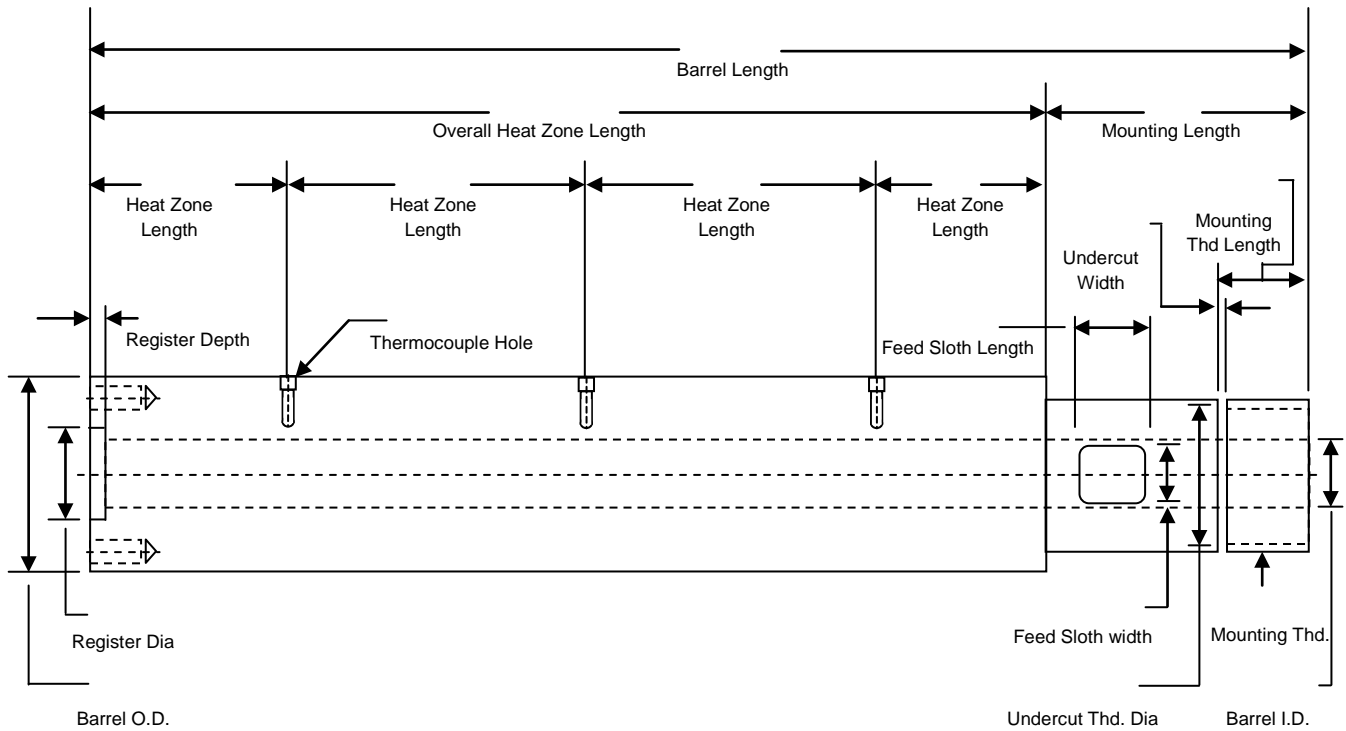 Barrel Length
Overall Heat Zone Length
Mounting Length
Heat Zone
Length
Heat Zone
Length
Heat Zone
Length
Heat Zone
Length
Mounting
Thd Length
Undercut
Width
Register Depth
Thermocouple Hole
Feed Sloth Length
Register Dia
Feed Sloth width
Mounting Thd.
Barrel O.D.
Undercut Thd. Dia
Barrel I.D.